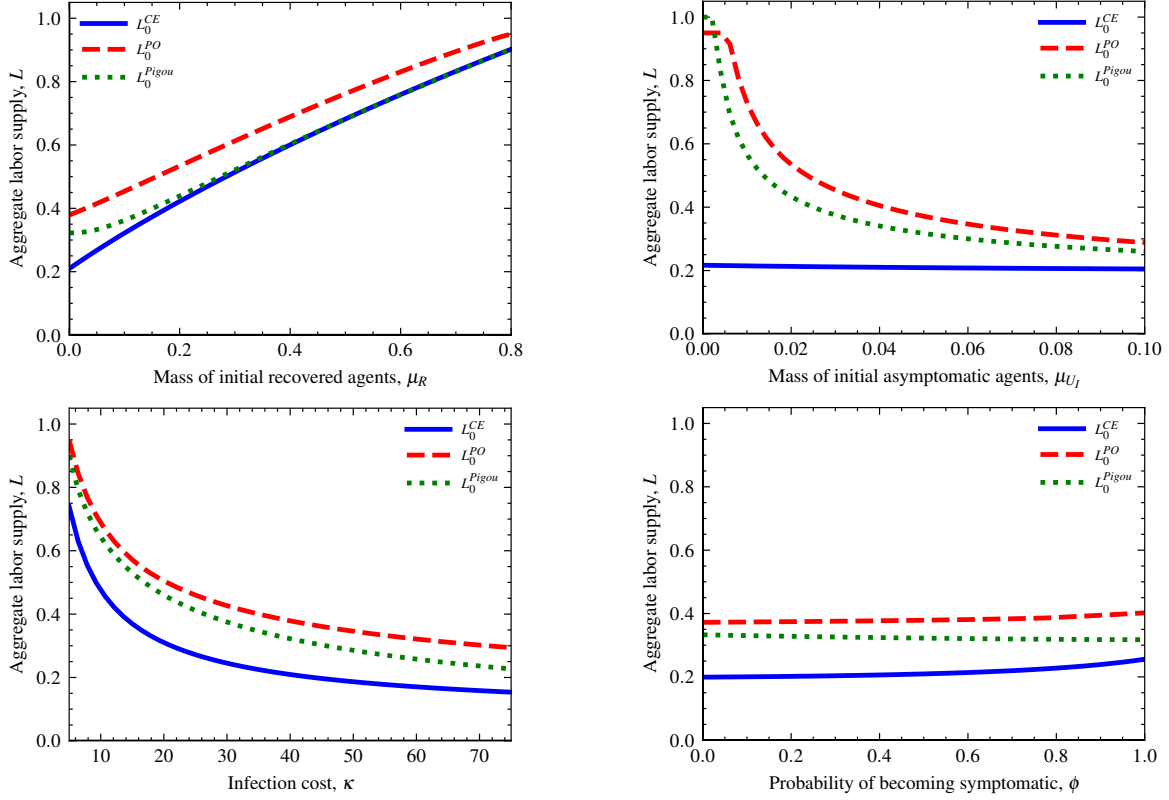 1.0
0.8
0.6
0.4
0.2
0.0
Aggregate labor supply, L
L_0^{CE}
L_0^{PO}
L_0^{Pigou}
0.0 0.2 0.4 0.6 0.8
Mass of initial recovered agents, μ_R
1.0
0.8
0.6
0.4
0.2
0.0
Aggregate labor supply, L
L_0^{CE}
L_0^{PO}
L_0^{Pigou}
0.00 0.02 0.04 0.06 0.08 0.10
Mass of initial asymptomatic agents, μ_{U_I}
1.0
0.8
0.6
0.4
0.2
0.0
Aggregate labor supply, L
L_0^{CE}
L_0^{PO}
L_0^{Pigou}
10 20 30 40 50 60 70
Infection cost, κ
1.0
0.8
0.6
0.4
0.2
0.0
Aggregate labor supply, L
L_0^{CE}
L_0^{PO}
L_0^{Pigou}
0.0 0.2 0.4 0.6 0.8 1.0
Probability of becoming symptomatic, ϕ